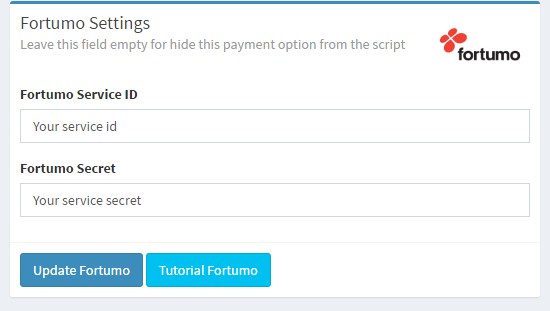 Fortumo Settings
Leave this field empty for hide this payment option from the script
fortumo
Fortumo Service ID
Your service id
Fortumo Secret
Your service secret
Update Fortumo
Tutorial Fortumo